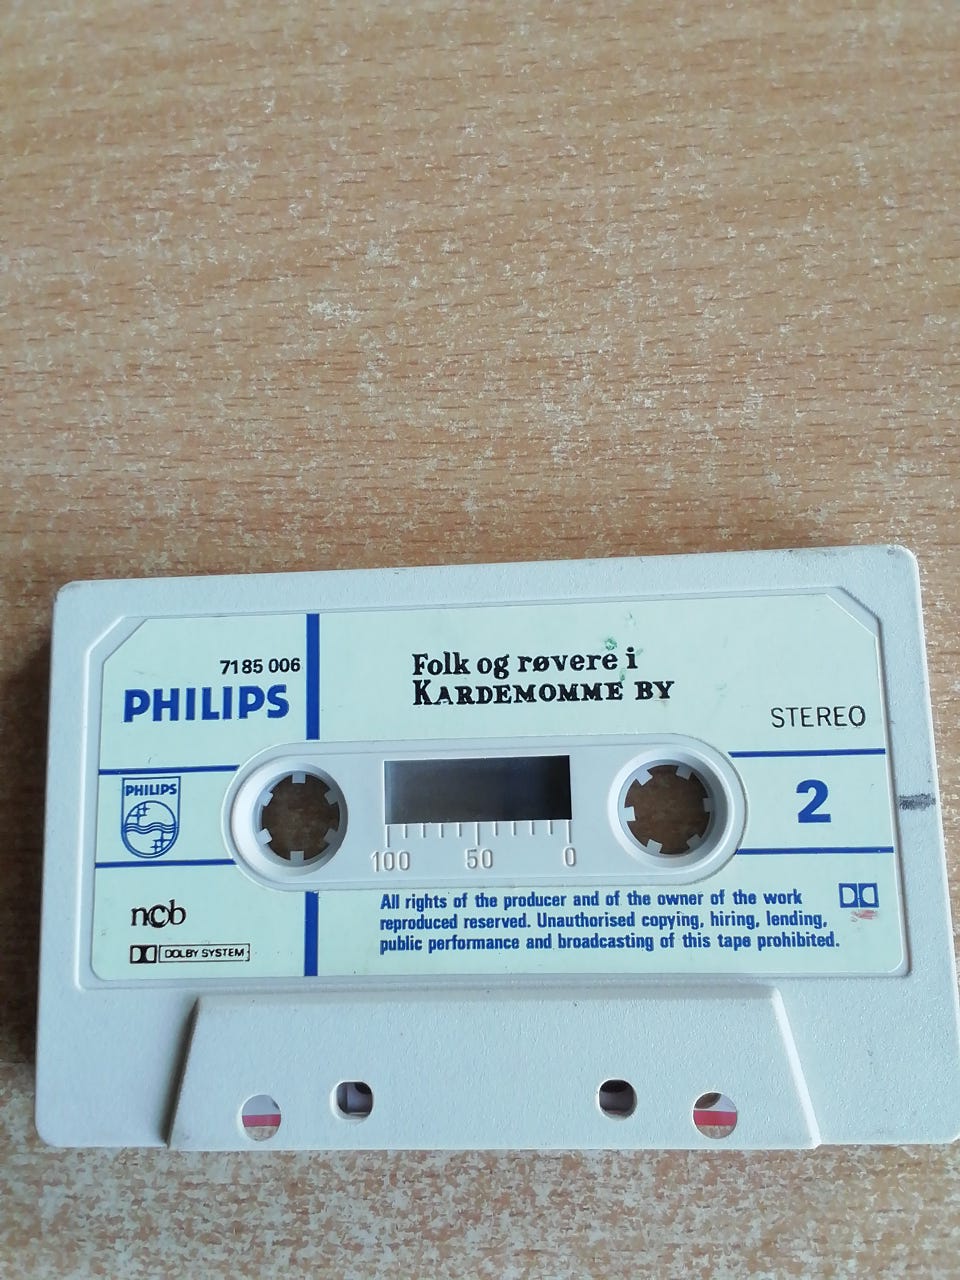 7185 006
PHILIPS
Folk og røvere i
KARDEMOMME BY
STEREO
PHILIPS
2
100 50 0
ncb
DOLBY SYSTEM
All rights of the producer and of the owner of the work
reproduced reserved. Unauthorised copying, hiring, lending,
public performance and broadcasting of this tape prohibited.